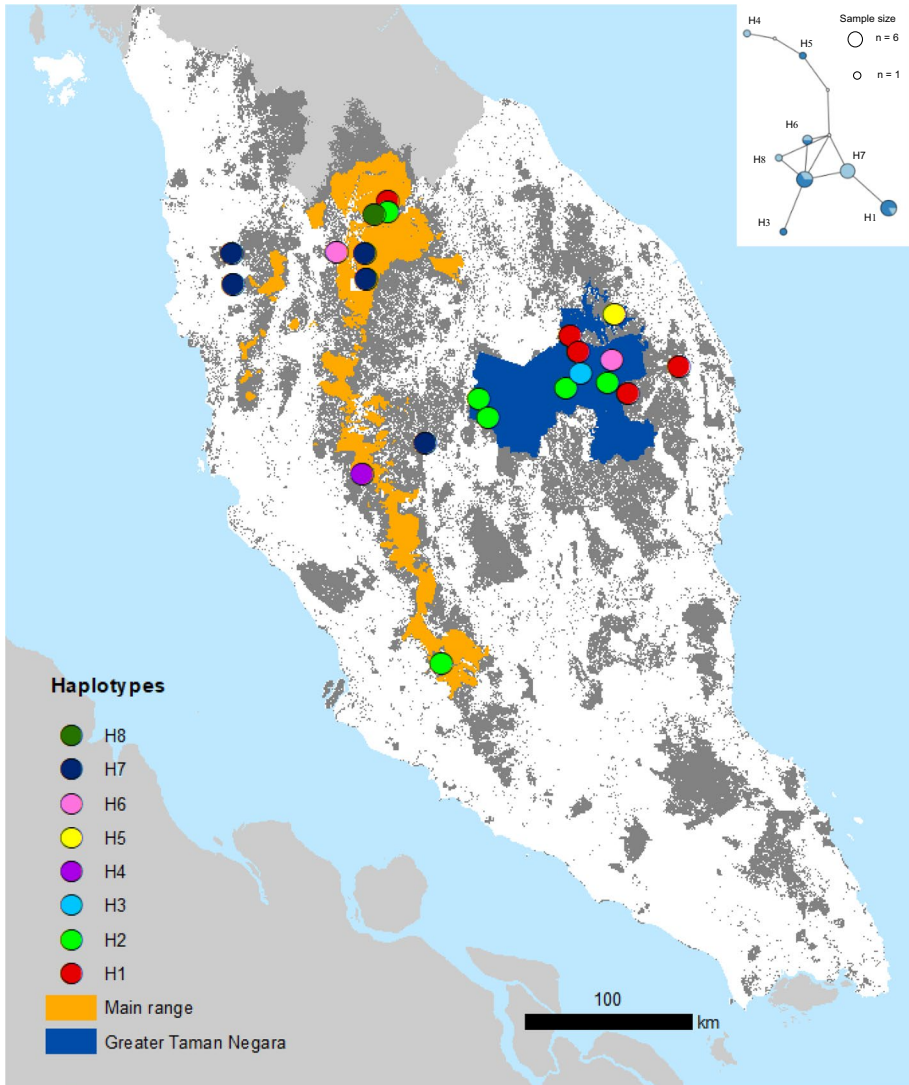 H4
Sample size
H5
n = 6
n = 1
H6
H8
H7
H3
H1
Haplotypes
H8
H7
H6
H5
H4
H3
H2
H1
Main range
Greater Taman Negara
100
km